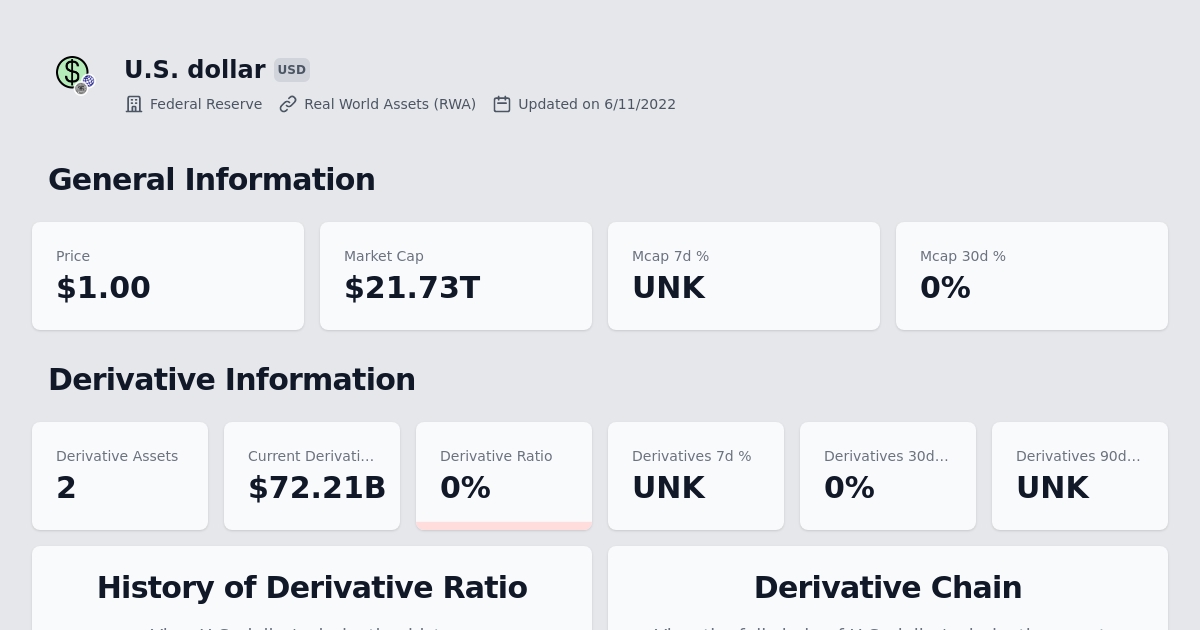 U.S. dollar USD
Federal Reserve Real World Assets (RWA) Updated on 6/11/2022
General Information
Price
$1.00
Market Cap
$21.73T
Mcap 7d %
UNK
Mcap 30d %
0%
Derivative Information
Derivative Assets
2
Current Derivati...
$72.21B
Derivative Ratio
0%
Derivatives 7d %
UNK
Derivatives 30d...
0%
Derivatives 90d...
UNK
History of Derivative Ratio
Derivative Chain